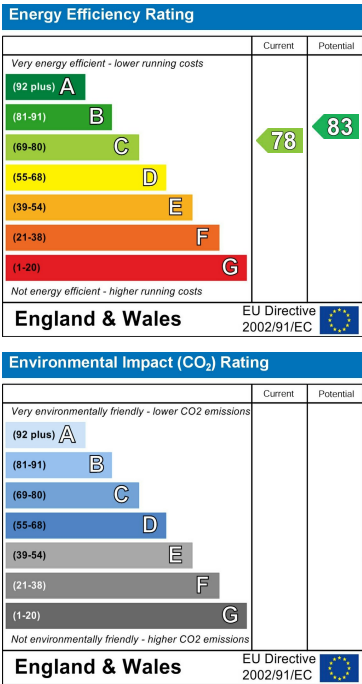 Energy Efficiency Rating
Current Potential
Very energy efficient - lower running costs
(92 plus) A
(81-91) B
(69-80) C
(55-68) D
(39-54) E
(21-38) F
(1-20) G
78 83
Not energy efficient - higher running costs
England & Wales
EU Directive
2002/91/EC
Environmental Impact (CO₂) Rating
Current Potential
Very environmentally friendly - lower CO2 emissions
(92 plus) A
(81-91) B
(69-80) C
(55-68) D
(39-54) E
(21-38) F
(1-20) G
Not environmentally friendly - higher CO2 emissions
England & Wales
EU Directive
2002/91/EC